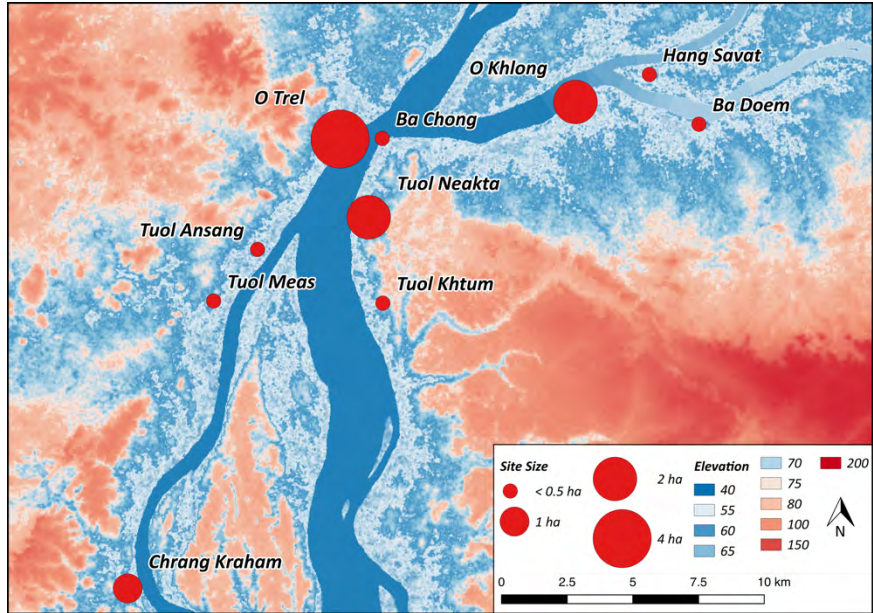 Hang Savat
O Khlong
O Trel
Ba Doem
Ba Chong
Tuol Neakta
Tuol Ansang
Tuol Meas
Tuol Khtum
Chrang Kraham
Site Size
< 0.5 ha
1 ha
2 ha
4 ha
Elevation
40
55
60
65
70
75
80
100
150
200
N
0 2.5 5 7.5 10 km